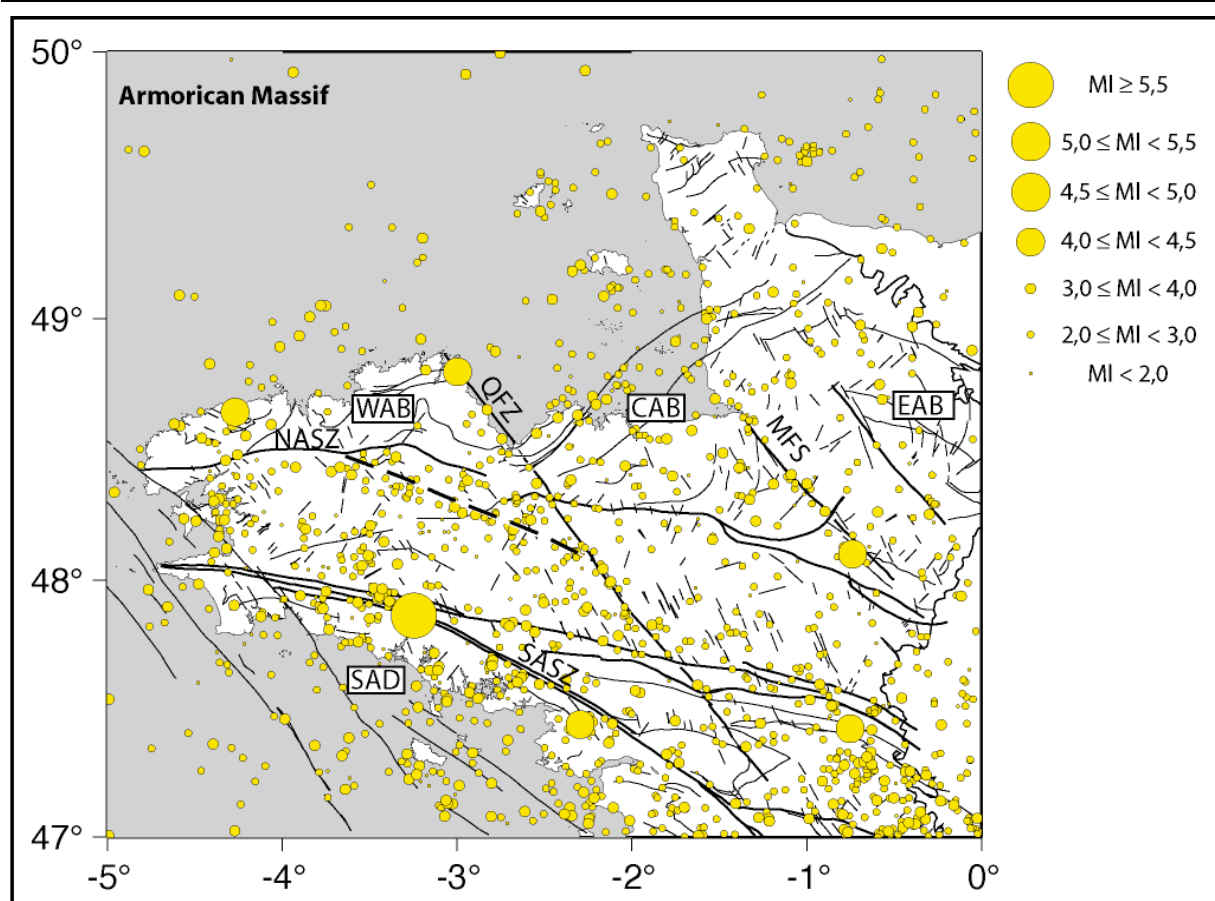 50°
Armorican Massif
Ml ≥ 5,5
5,0 ≤ Ml < 5,5
4,5 ≤ Ml < 5,0
4,0 ≤ Ml < 4,5
3,0 ≤ Ml < 4,0
2,0 ≤ Ml < 3,0
Ml < 2,0
49°
WAB
QFZ
CAB
EAB
NASZ
MFS
48°
SASZ
SAD
47°
-5°
-4°
-3°
-2°
-1°
0°